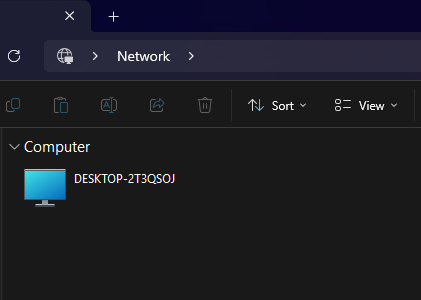 Network
Sort
View
Computer
DESKTOP-2T3QSOJ